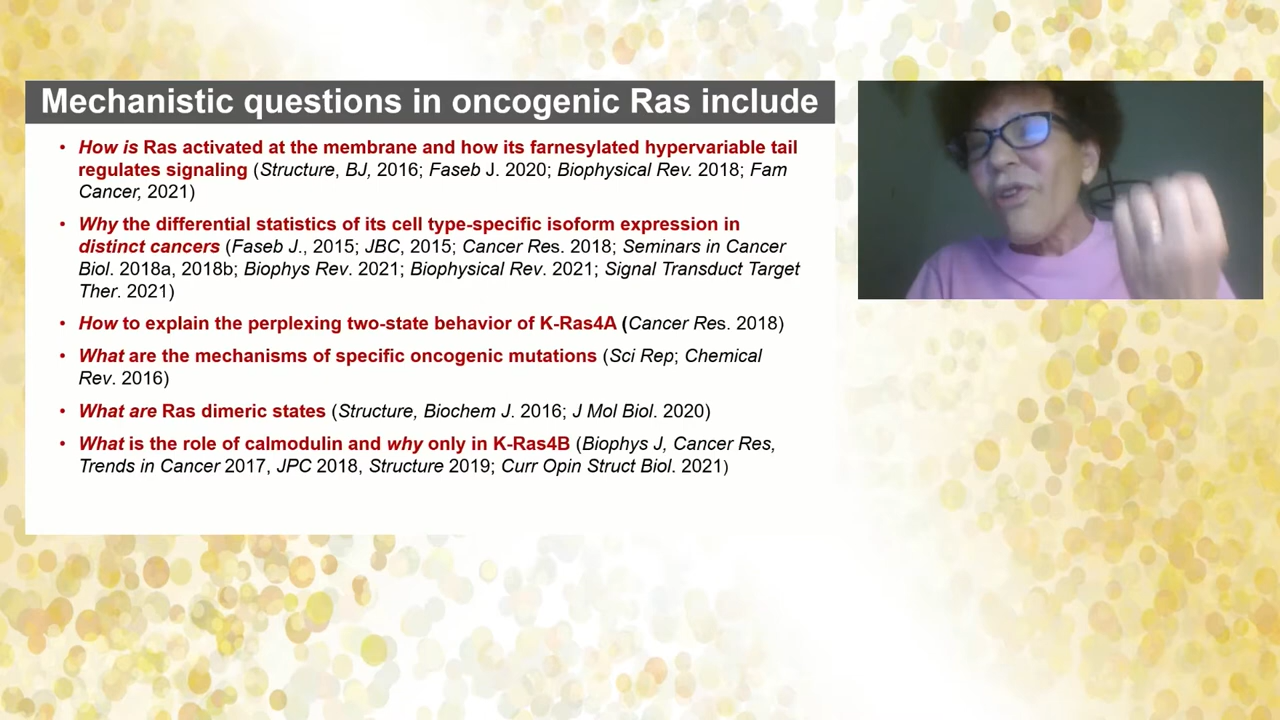 Mechanistic questions in oncogenic Ras include
• How is Ras activated at the membrane and how its farnesylated hypervariable tail
regulates signaling (Structure, BJ, 2016; Faseb J. 2020; Biophysical Rev. 2018; Fam
Cancer, 2021)
• Why the differential statistics of its cell type-specific isoform expression in
distinct cancers (Faseb J., 2015; JBC, 2015; Cancer Res. 2018; Seminars in Cancer
Biol. 2018a, 2018b; Biophys Rev. 2021; Biophysical Rev. 2021; Signal Transduct Target
Ther. 2021)
• How to explain the perplexing two-state behavior of K-Ras4A (Cancer Res. 2018)
• What are the mechanisms of specific oncogenic mutations (Sci Rep; Chemical
Rev. 2016)
• What are Ras dimeric states (Structure, Biochem J. 2016; J Mol Biol. 2020)
• What is the role of calmodulin and why only in K-Ras4B (Biophys J, Cancer Res,
Trends in Cancer 2017, JPC 2018, Structure 2019; Curr Opin Struct Biol. 2021)